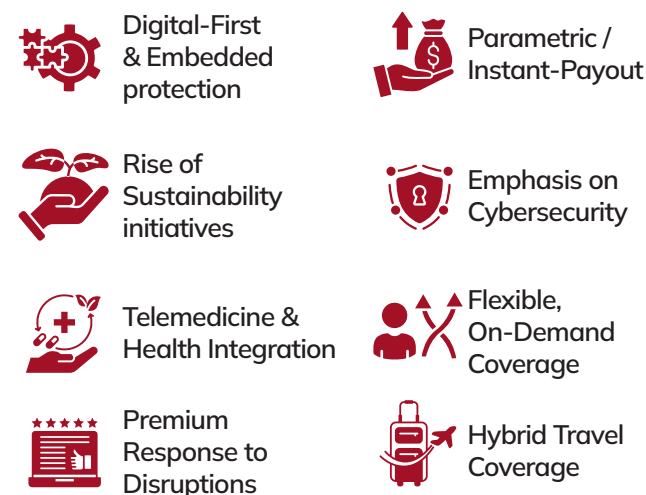 Digital-First
& Embedded
protection
Parametric /
Instant-Payout
Rise of
Sustainability
initiatives
Emphasis on
Cybersecurity
Telemedicine &
Health Integration
Flexible,
On-Demand
Coverage
Premium
Response to
Disruptions
Hybrid Travel
Coverage